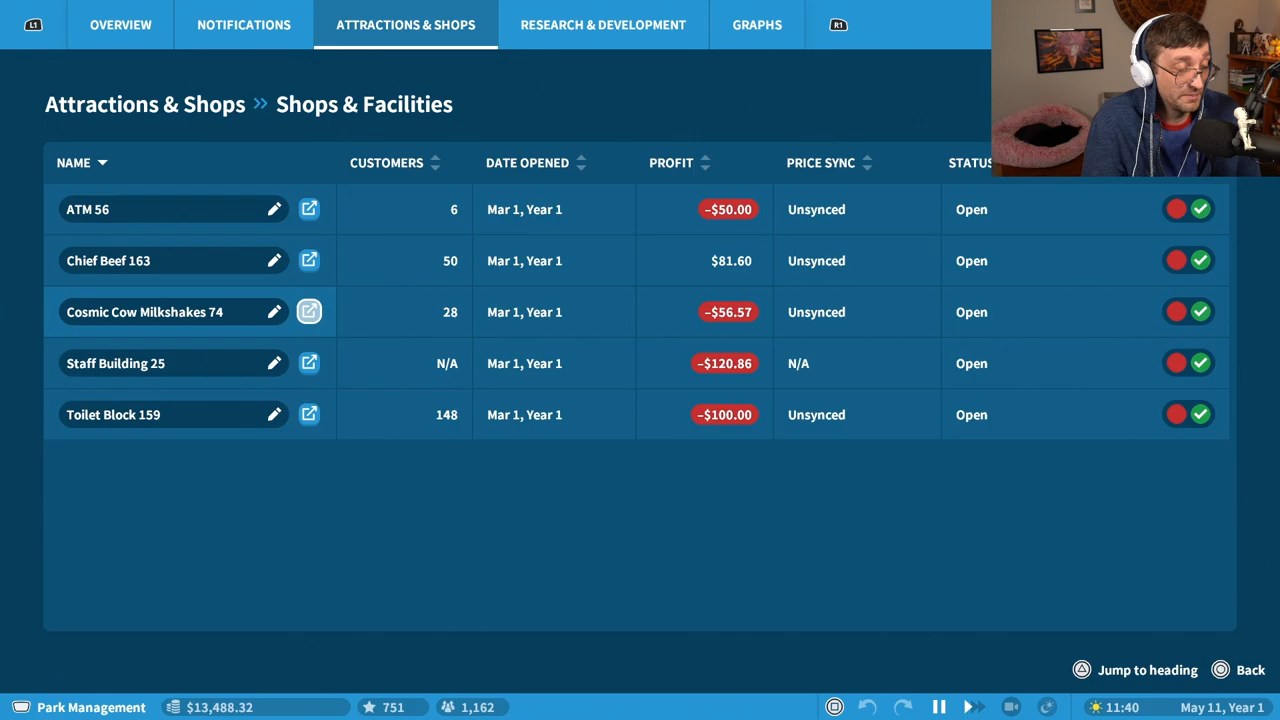 L1 OVERVIEW NOTIFICATIONS ATTRACTIONS & SHOPS RESEARCH & DEVELOPMENT GRAPHS R1
Attractions & Shops » Shops & Facilities
NAME CUSTOMERS DATE OPENED PROFIT PRICE SYNC
ATM 56 6 Mar 1, Year 1 –$50.00 Unsynced Open
Chief Beef 163 50 Mar 1, Year 1 $81.60 Unsynced Open
Cosmic Cow Milkshakes 74 28 Mar 1, Year 1 –$56.57 Unsynced Open
Staff Building 25 N/A Mar 1, Year 1 –$120.86 N/A Open
Toilet Block 159 148 Mar 1, Year 1 –$100.00 Unsynced Open
Jump to heading Back
Park Management $13,488.32 751 1,162 11:40 May 11, Year 1